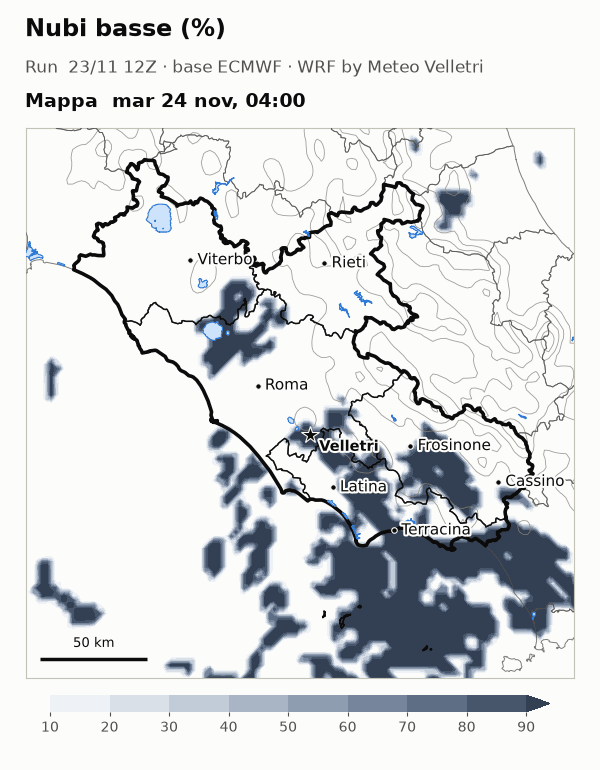 Nubi basse (%)
Run  23/11 12Z · base ECMWF · WRF by Meteo Velletri
Mappa  mar 24 nov, 04:00
Viterbo
Rieti
Roma
Velletri
Frosinone
Latina
Cassino
Terracina
50 km
10 20 30 40 50 60 70 80 90